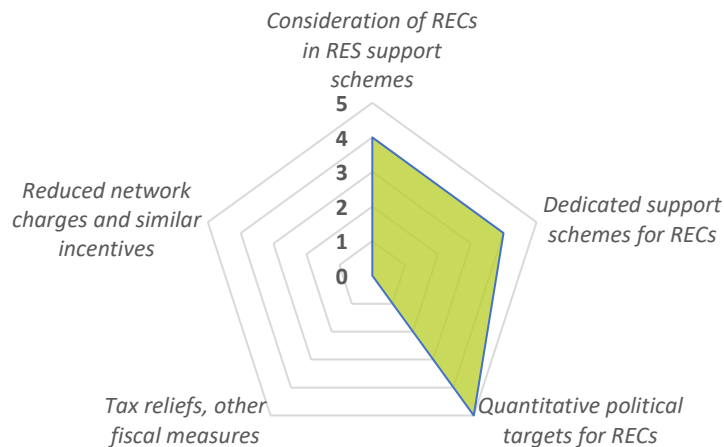 Consideration of RECs
in RES support
schemes
5
4
3
2
1
0
Reduced network
charges and similar
incentives
Dedicated support
schemes for RECs
Tax reliefs, other
fiscal measures
Quantitative political
targets for RECs